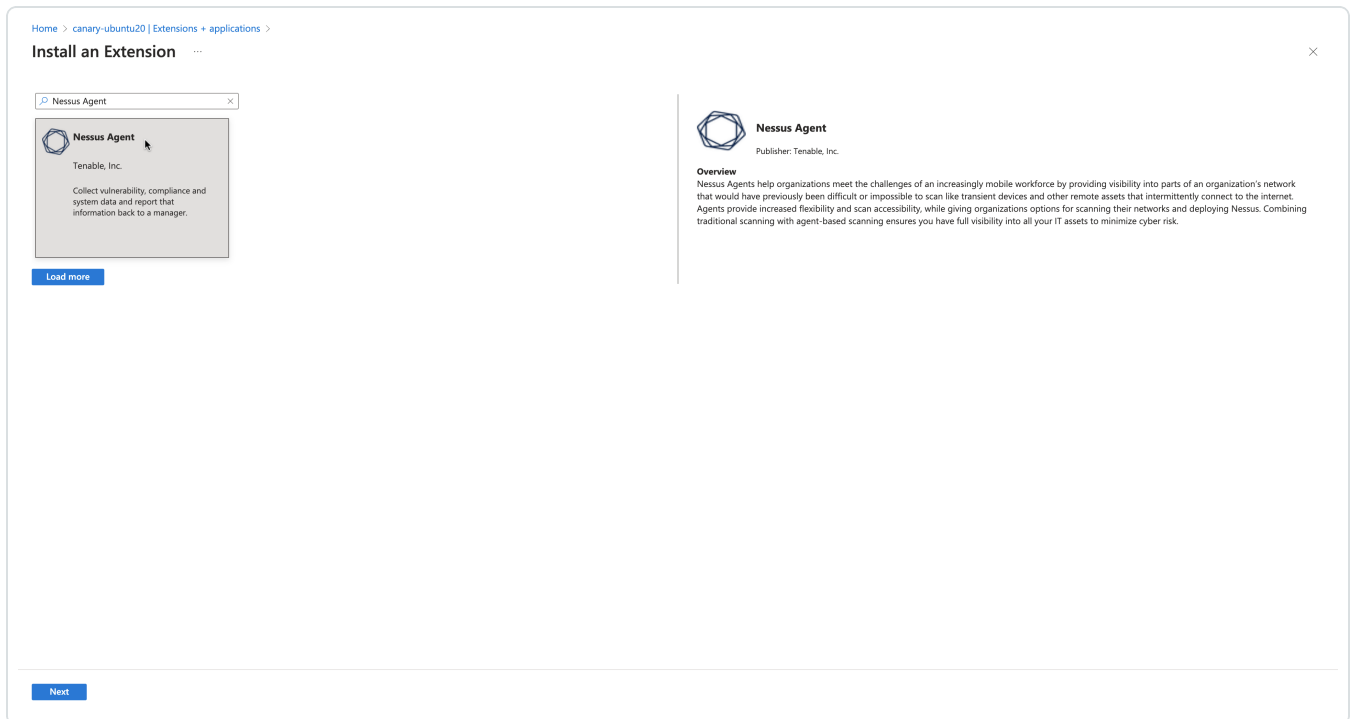 Home > canary-ubuntu20 | Extensions + applications >
Install an Extension ...
Nessus Agent
Nessus Agent
Tenable, Inc.
Collect vulnerability, compliance and
system data and report that
information back to a manager.
Load more
Nessus Agent
Publisher: Tenable, Inc.
Overview
Nessus Agents help organizations meet the challenges of an increasingly mobile workforce by providing visibility into parts of an organization's network
that would have previously been difficult or impossible to scan like transient devices and other remote assets that intermittently connect to the internet.
Agents provide increased flexibility and scan accessibility, while giving organizations options for scanning their networks and deploying Nessus. Combining
traditional scanning with agent-based scanning ensures you have full visibility into all your IT assets to minimize cyber risk.
Next